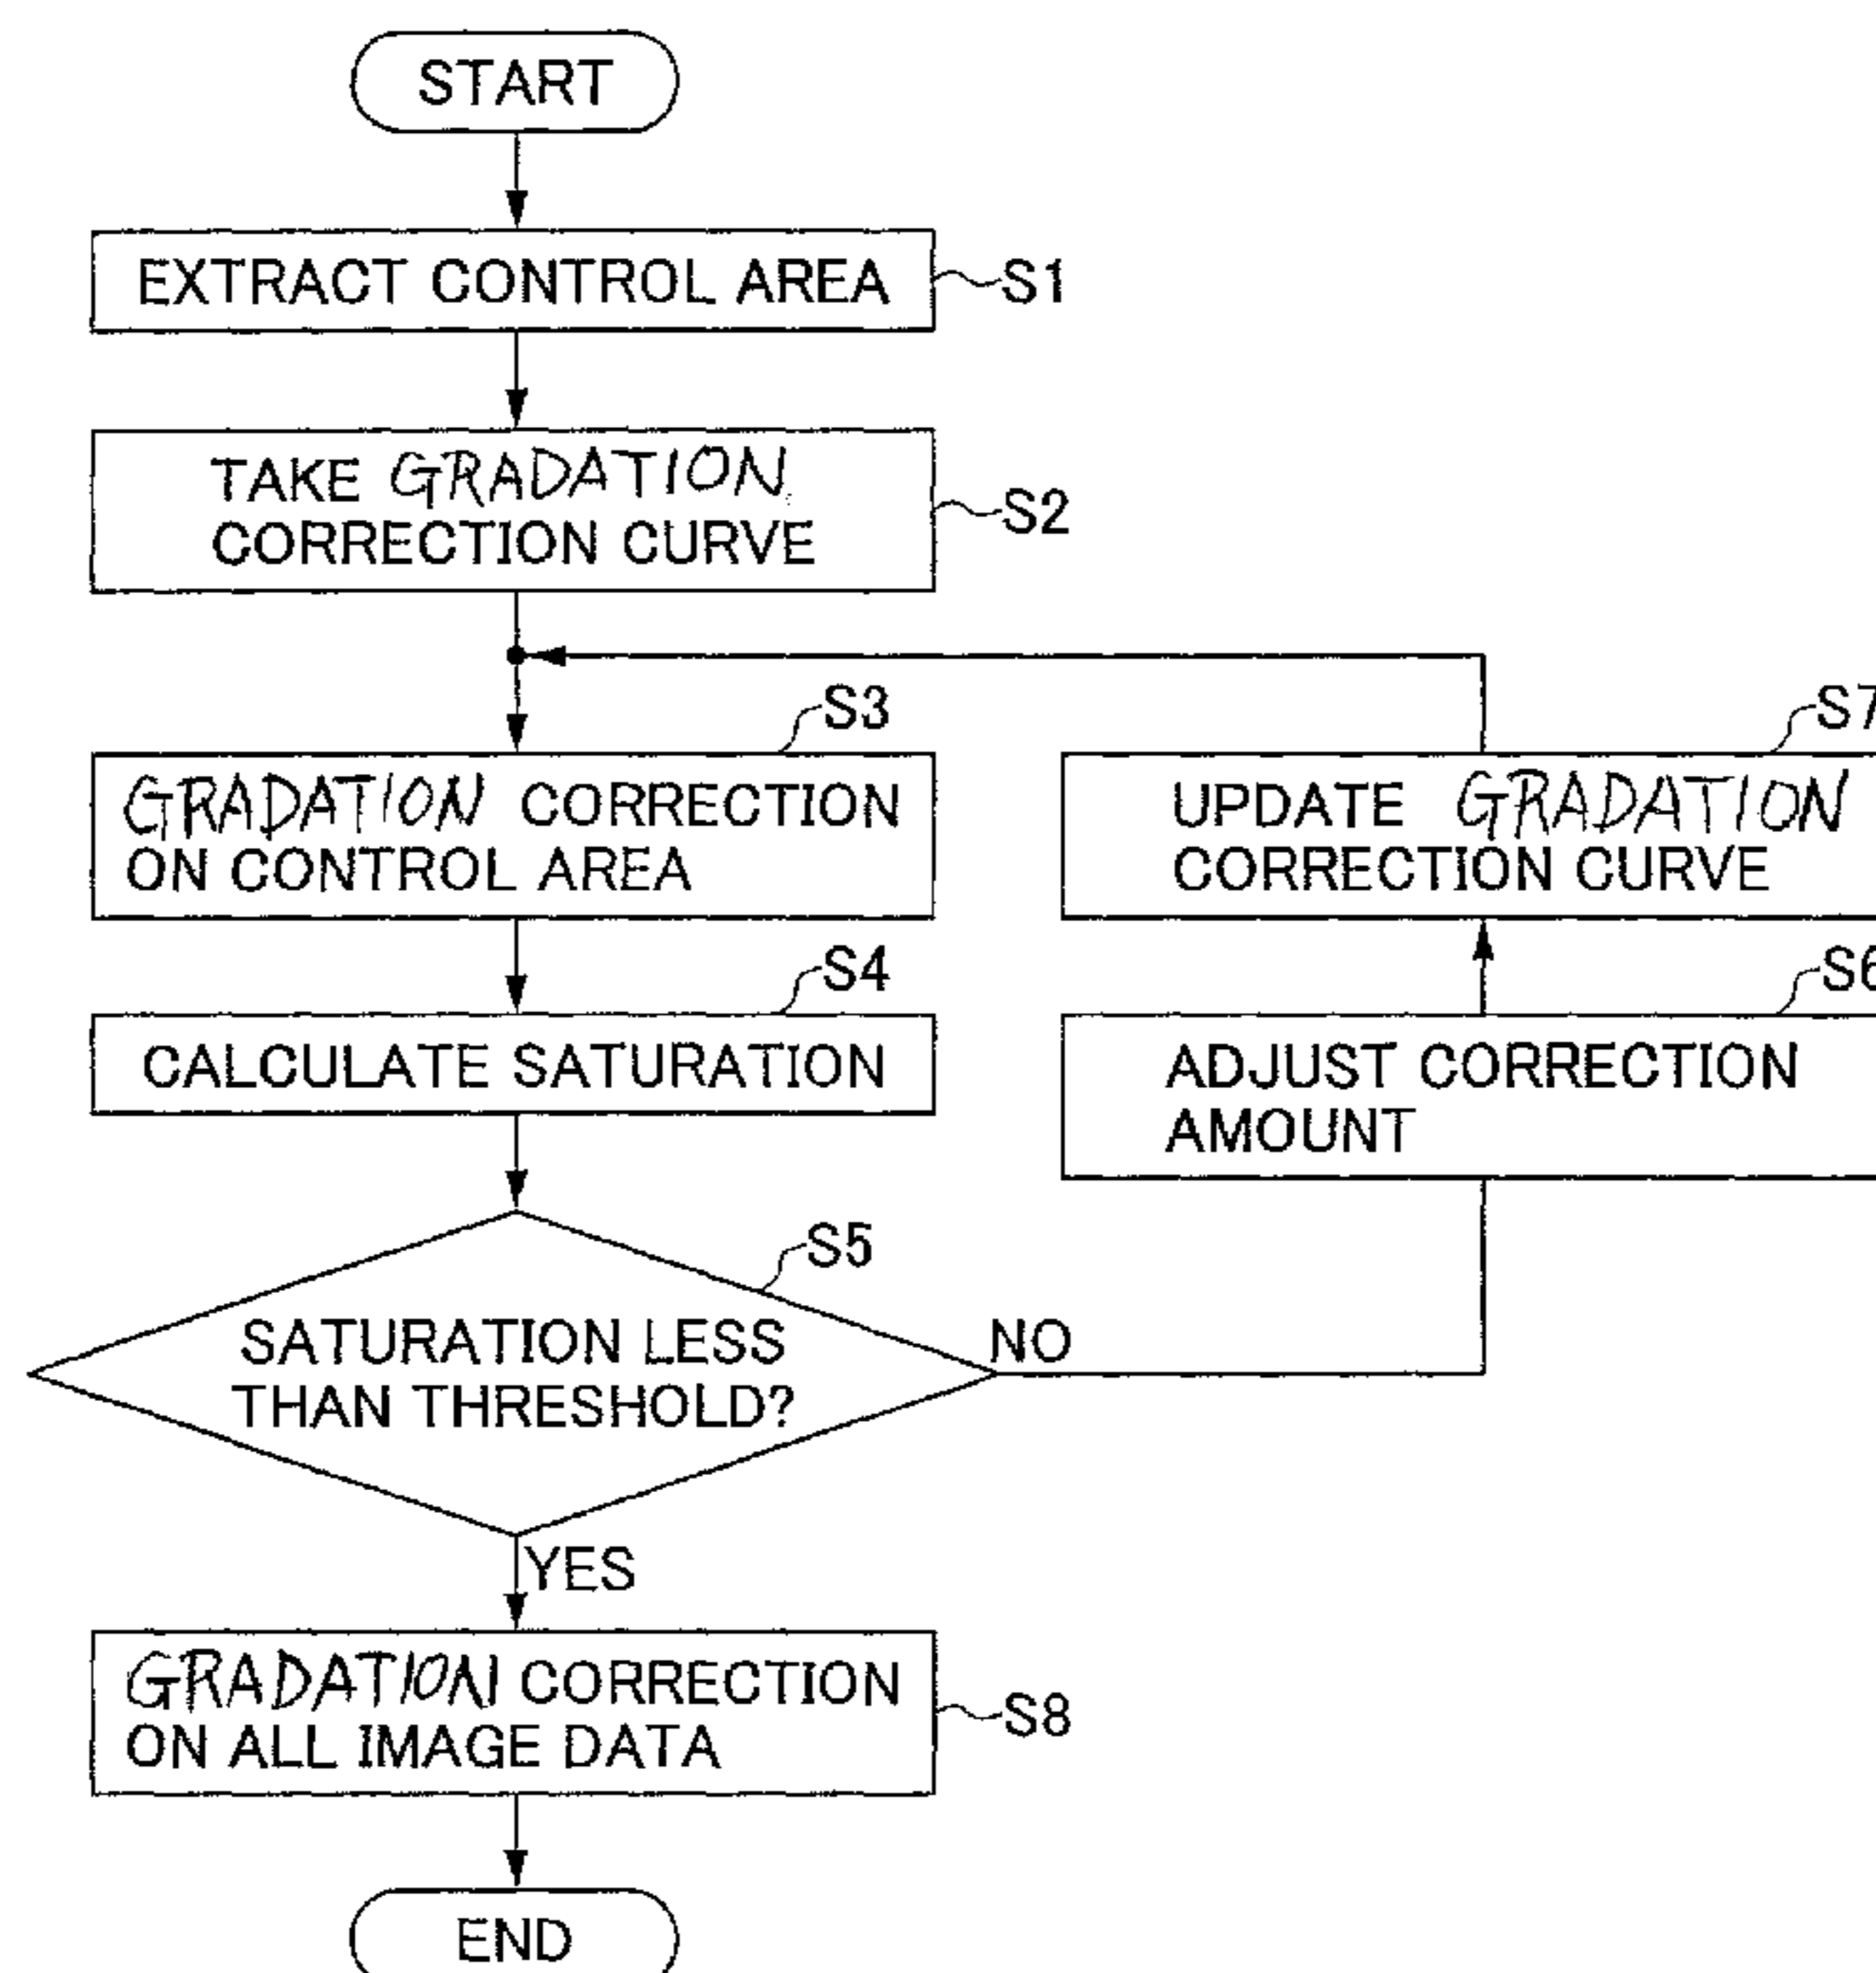 START
EXTRACT CONTROL AREA
S1
TAKE GRADATION
CORRECTION CURVE
S2
S3
GRADATION CORRECTION
ON CONTROL AREA
S4
CALCULATE SATURATION
S5
SATURATION LESS
THAN THRESHOLD?
NO
S7
UPDATE GRADATION
CORRECTION CURVE
S6
ADJUST CORRECTION
AMOUNT
YES
GRADATION CORRECTION
ON ALL IMAGE DATA
S8
END